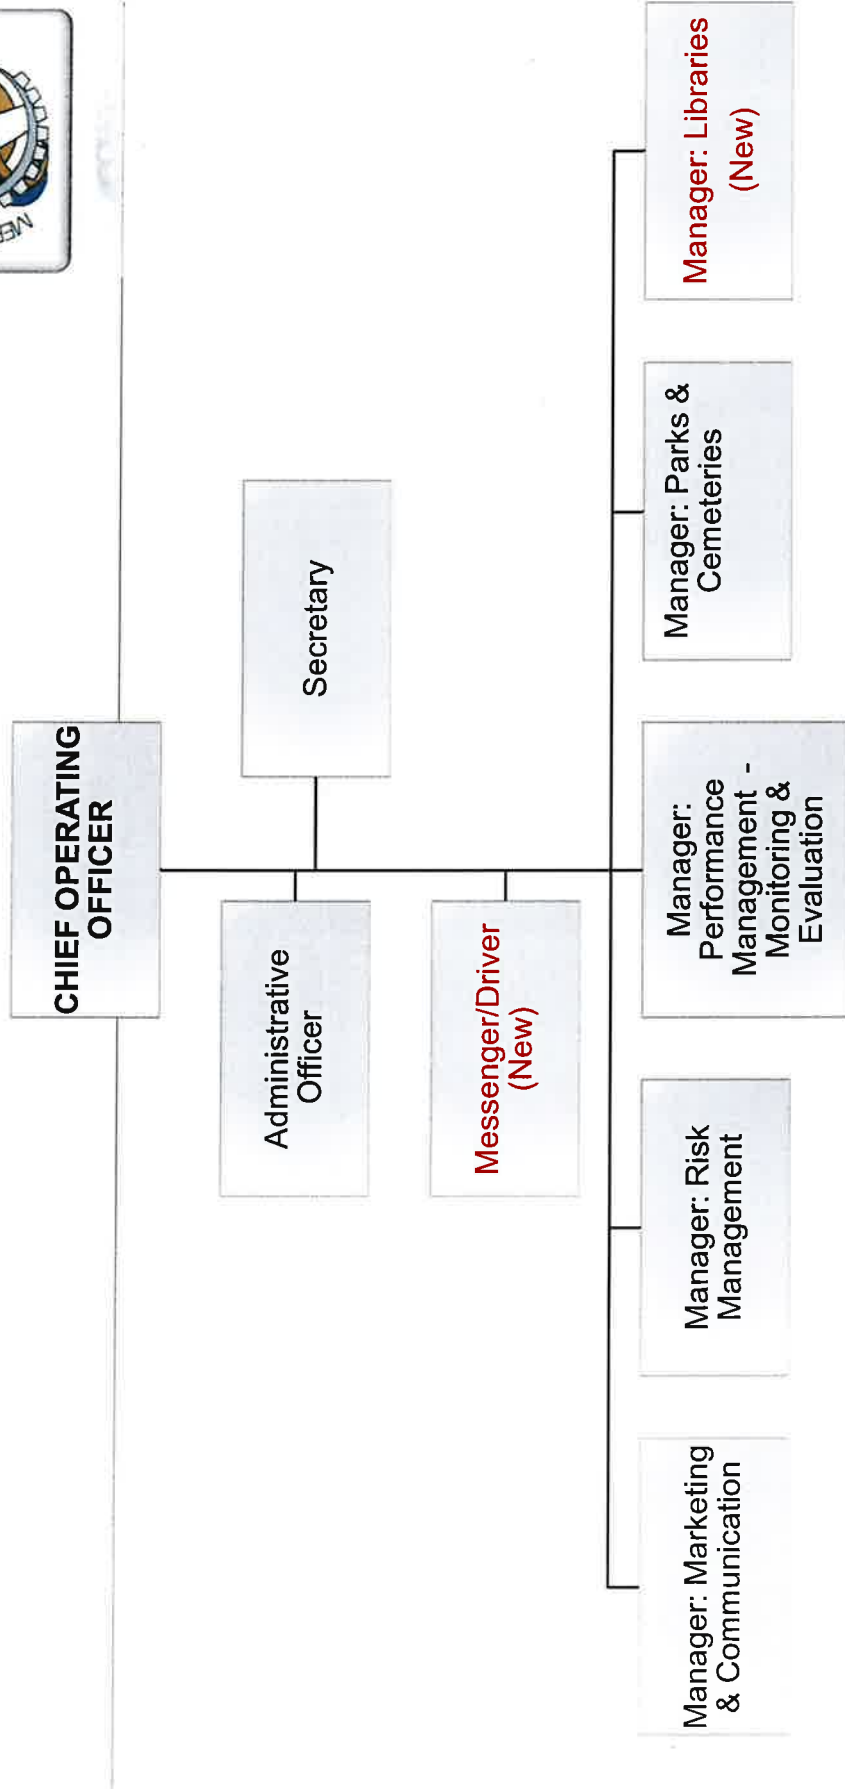 CHIEF OPERATING
OFFICER
Secretary
Administrative
Officer
Messenger/Driver
(New)
Manager: Marketing
& Communication
Manager: Risk
Management
Manager:
Performance
Management -
Monitoring &
Evaluation
Manager: Parks &
Cemeteries
Manager: Libraries
(New)